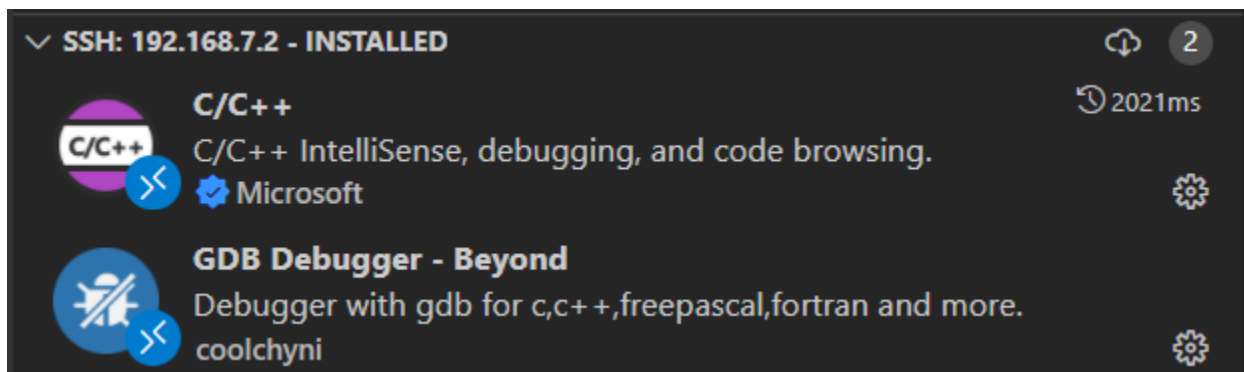 SSH: 192.168.7.2 - INSTALLED
2
C/C++
2021ms
C/C++
C/C++ IntelliSense, debugging, and code browsing.
Microsoft
GDB Debugger - Beyond
Debugger with gdb for c,c++,freepascal,fortran and more.
coolchyni